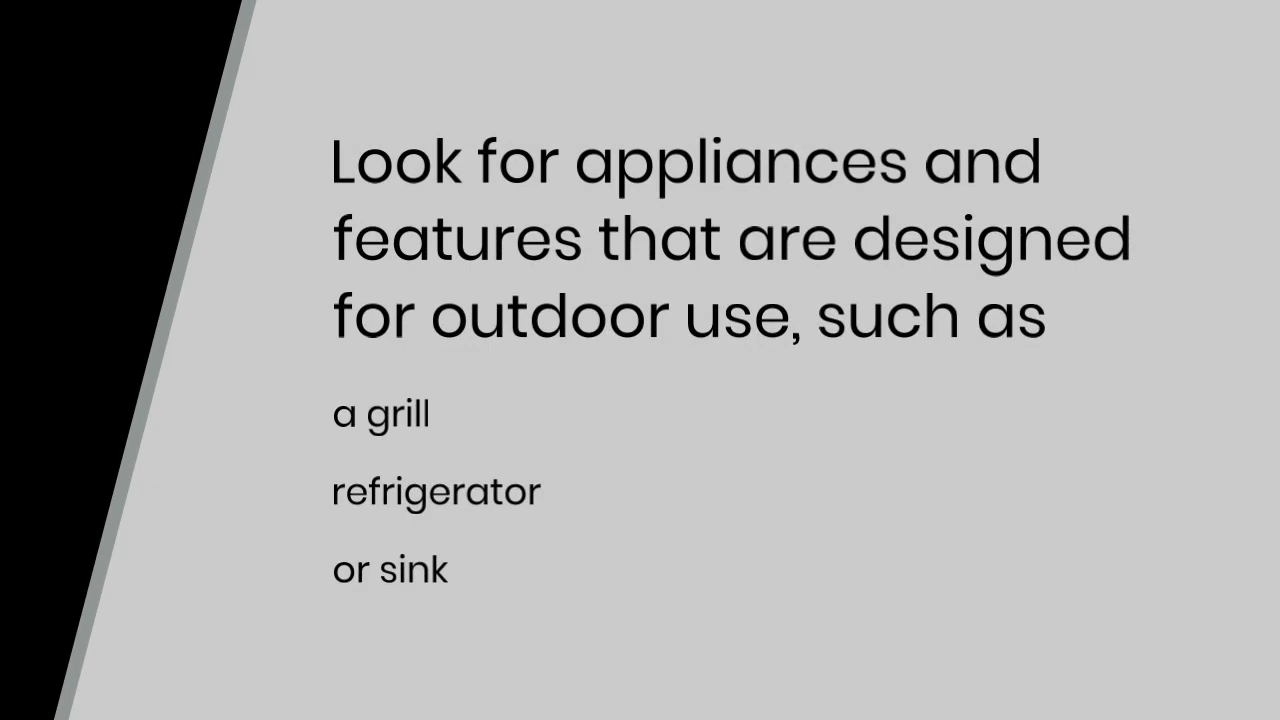 Look for appliances and
features that are designed
for outdoor use, such as
a grill
refrigerator
or sink